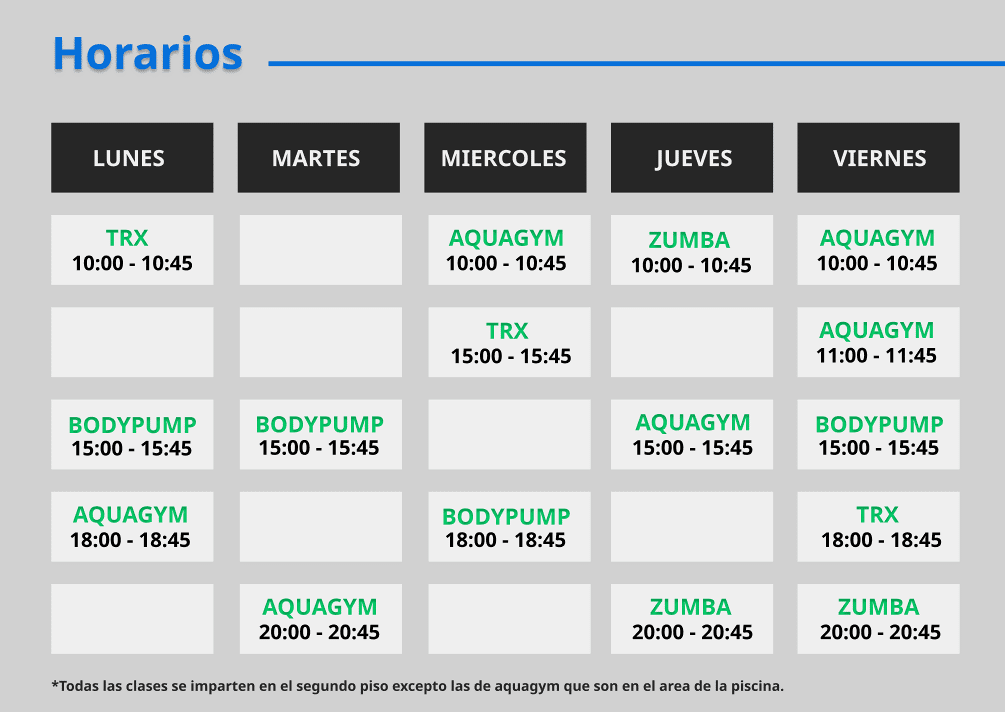 Horarios
LUNES MARTES MIERCOLES JUEVES VIERNES
TRX AQUAGYM ZUMBA AQUAGYM
10:00 - 10:45 10:00 - 10:45 10:00 - 10:45 10:00 - 10:45
TRX AQUAGYM
15:00 - 15:45 11:00 - 11:45
BODYPUMP BODYPUMP AQUAGYM BODYPUMP
15:00 - 15:45 15:00 - 15:45 15:00 - 15:45 15:00 - 15:45
AQUAGYM BODYPUMP TRX
18:00 - 18:45 18:00 - 18:45 18:00 - 18:45
AQUAGYM ZUMBA ZUMBA
20:00 - 20:45 20:00 - 20:45 20:00 - 20:45
*Todas las clases se imparten en el segundo piso excepto las de aquagym que son en el area de la piscina.